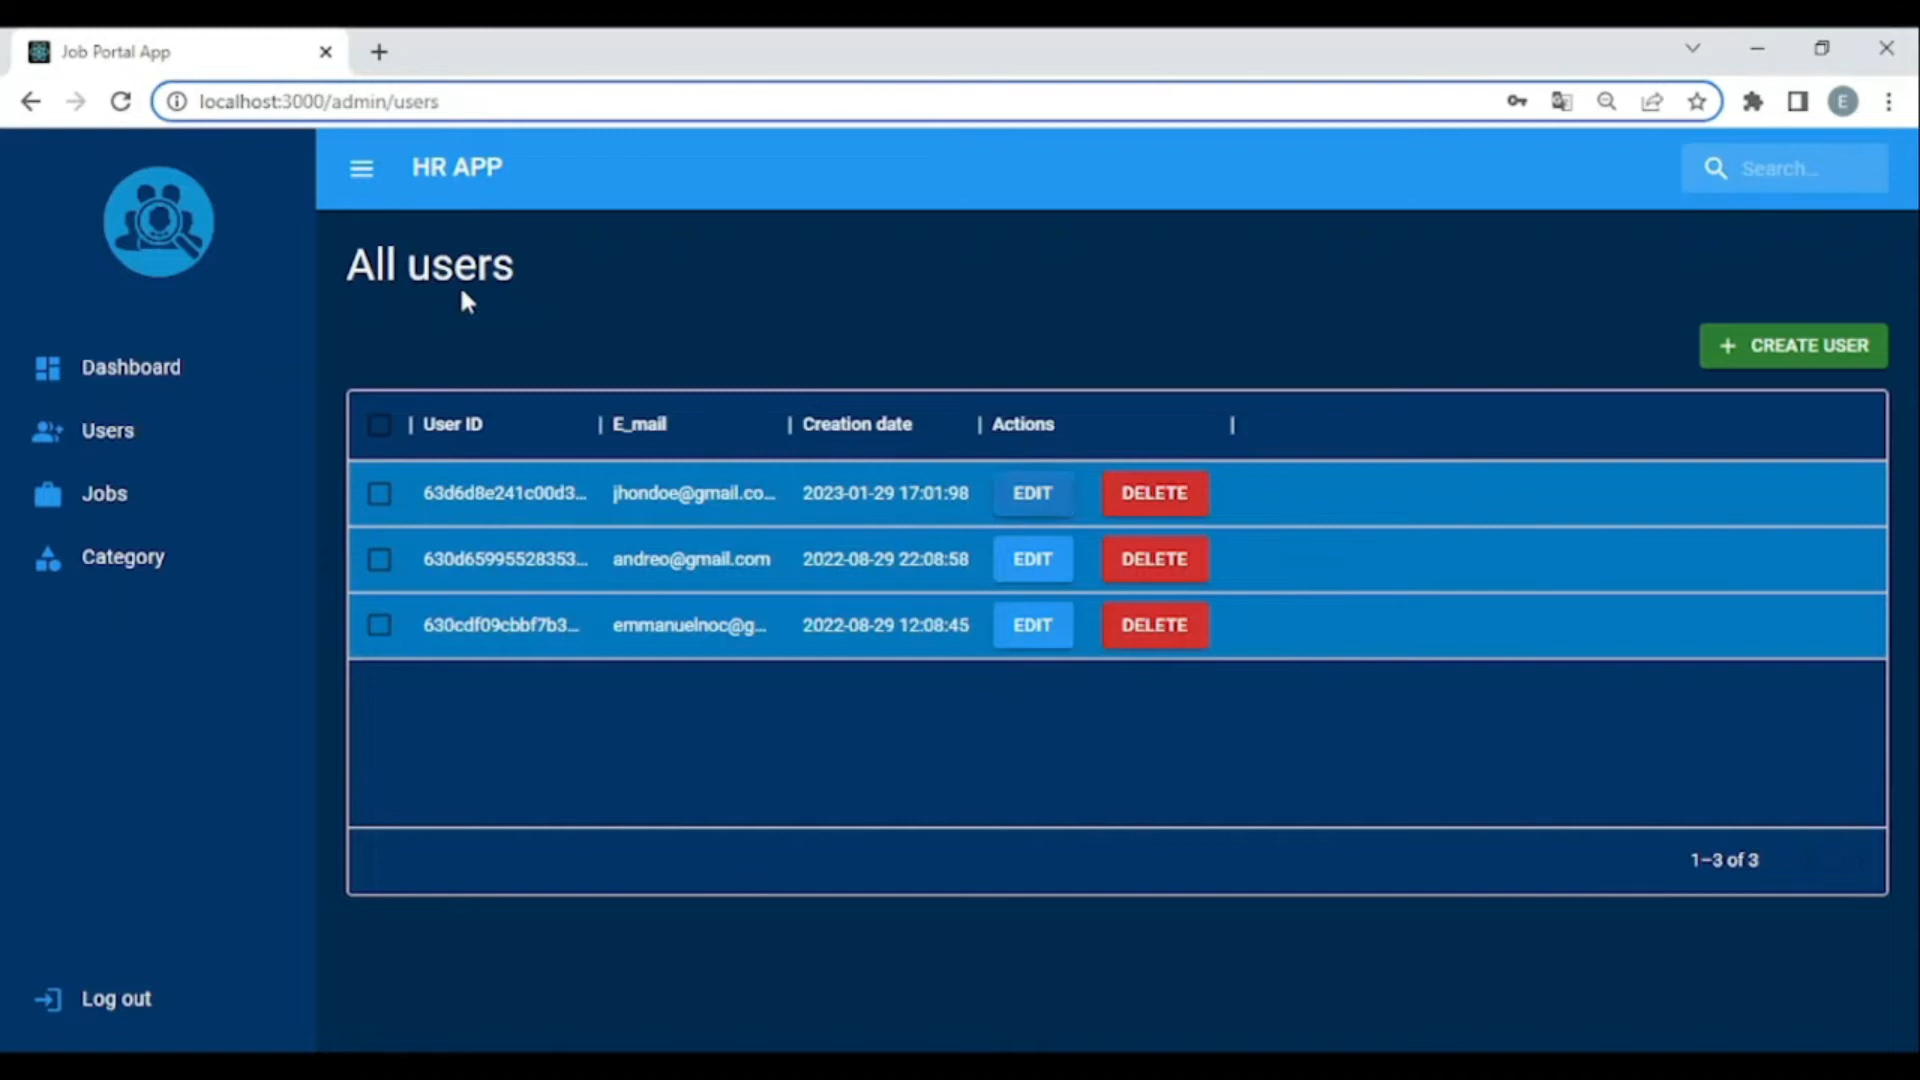 Job Portal App
localhost:3000/admin/users
E
HR APP
Search...
All users
Dashboard
Users
Jobs
Category
Log out
+ CREATE USER
User ID E_mail Creation date Actions
63d6d8e241c00d3... jhondoe@gmail.co... 2023-01-29 17:01:98 EDIT DELETE
630d65995528353... andreo@gmail.com 2022-08-29 22:08:58 EDIT DELETE
630cdf09cbbf7b3... emmanuelnoc@g... 2022-08-29 12:08:45 EDIT DELETE
1–3 of 3